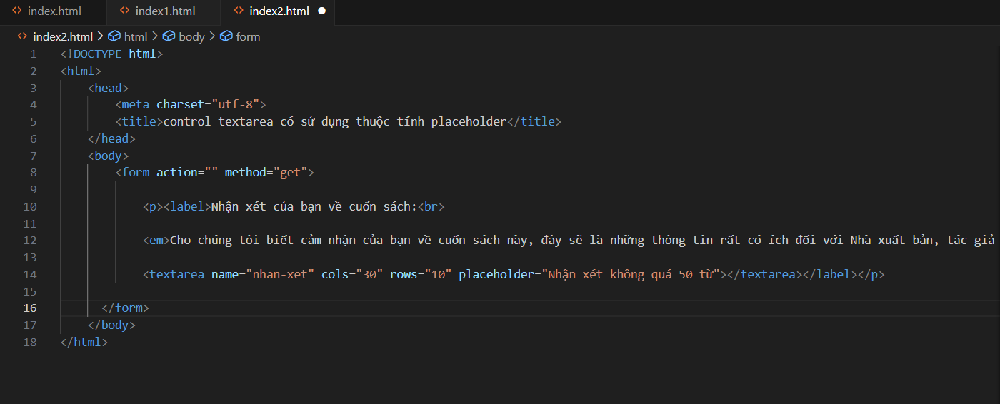 index.html index1.html index2.html
index2.html > html > body > form
1 <!DOCTYPE html>
2 <html>
3 <head>
4 <meta charset="utf-8">
5 <title>control textarea có sử dụng thuộc tính placeholder</title>
6 </head>
7 <body>
8 <form action="" method="get">
9
10 <p><label>Nhận xét của bạn về cuốn sách:<br>
11
12 <em>Cho chúng tôi biết cảm nhận của bạn về cuốn sách này, đây sẽ là những thông tin rất có ích đối với Nhà xuất bản, tác giả
13
14 <textarea name="nhan-xet" cols="30" rows="10" placeholder="Nhận xét không quá 50 từ"></textarea></label></p>
15
16 </form>
17 </body>
18 </html>